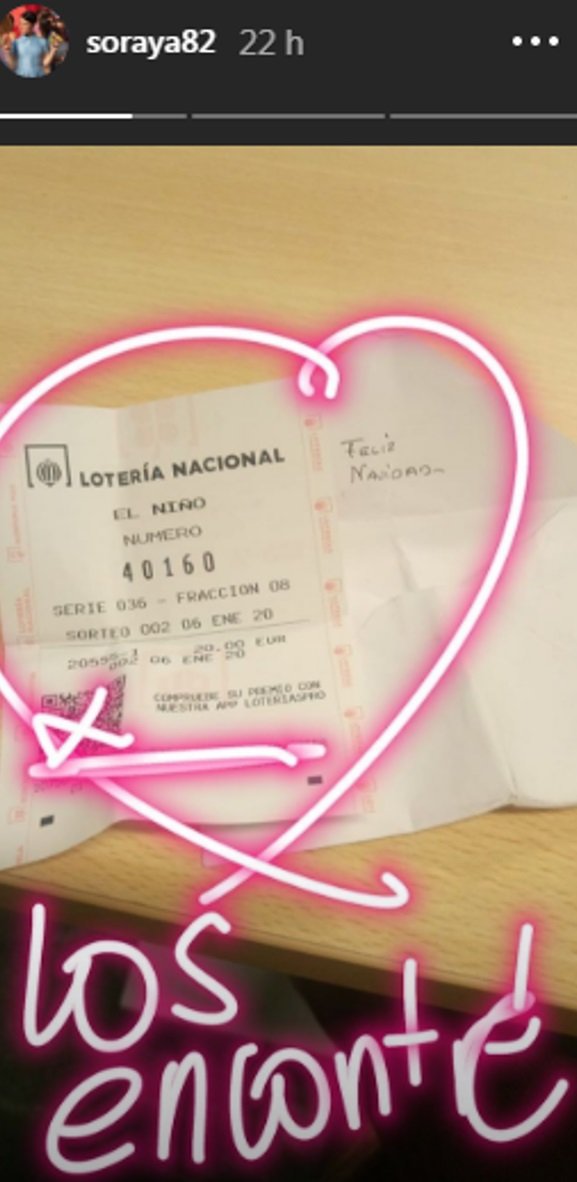 soraya82 22 h
LOTERÍA NACIONAL
EL NIÑO
NUMERO
40160
SERIE 036 - FRACCION 08
SORTEO 002 06 ENE 20
20.00 EUR
002 06 ENE 20
COMPRUEBE SU PREMIO CON
NUESTRA APP LOTERIASPRO
FELIZ
NAVIDAD
los
enconté